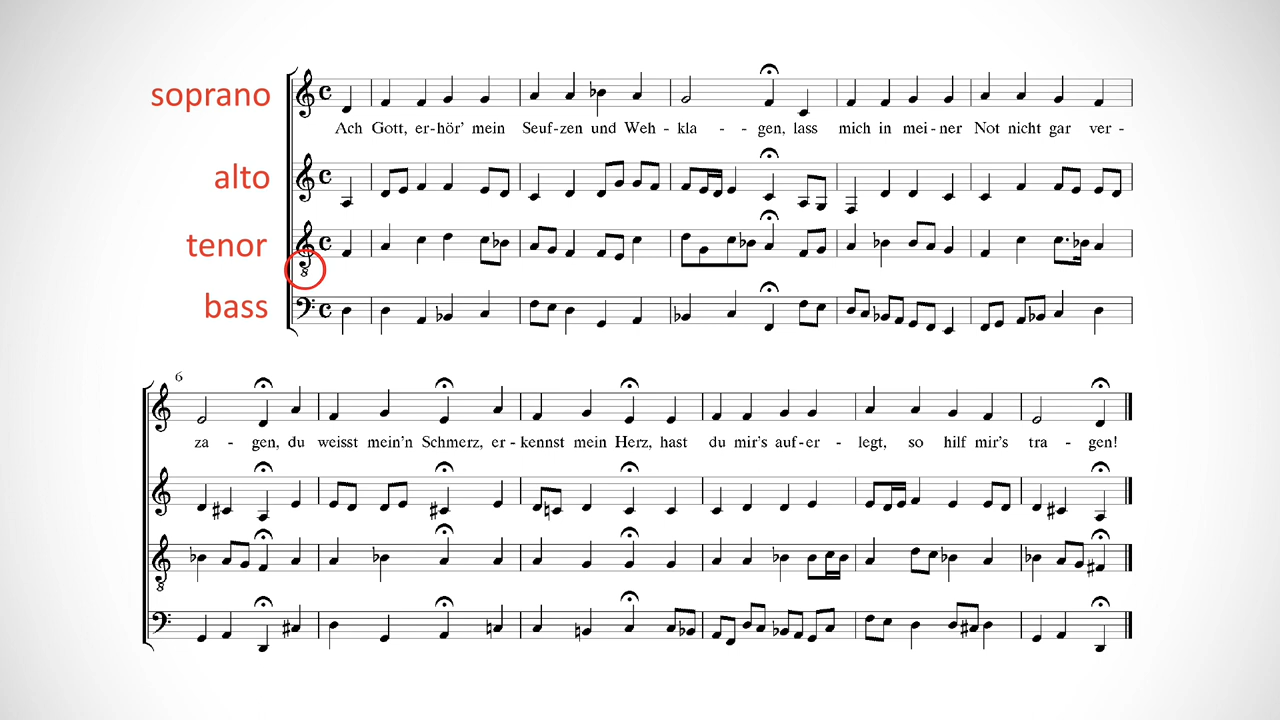 soprano
Ach Gott, er-hör' mein Seuf-zen und Weh-kla - - gen, lass mich in mei-ner Not nicht gar ver-
alto
tenor
8
bass
6
za - gen, du weisst mein'n Schmerz, er-kennst mein Herz, hast du mir's auf-er - legt, so hilf mir's tra - gen!
8